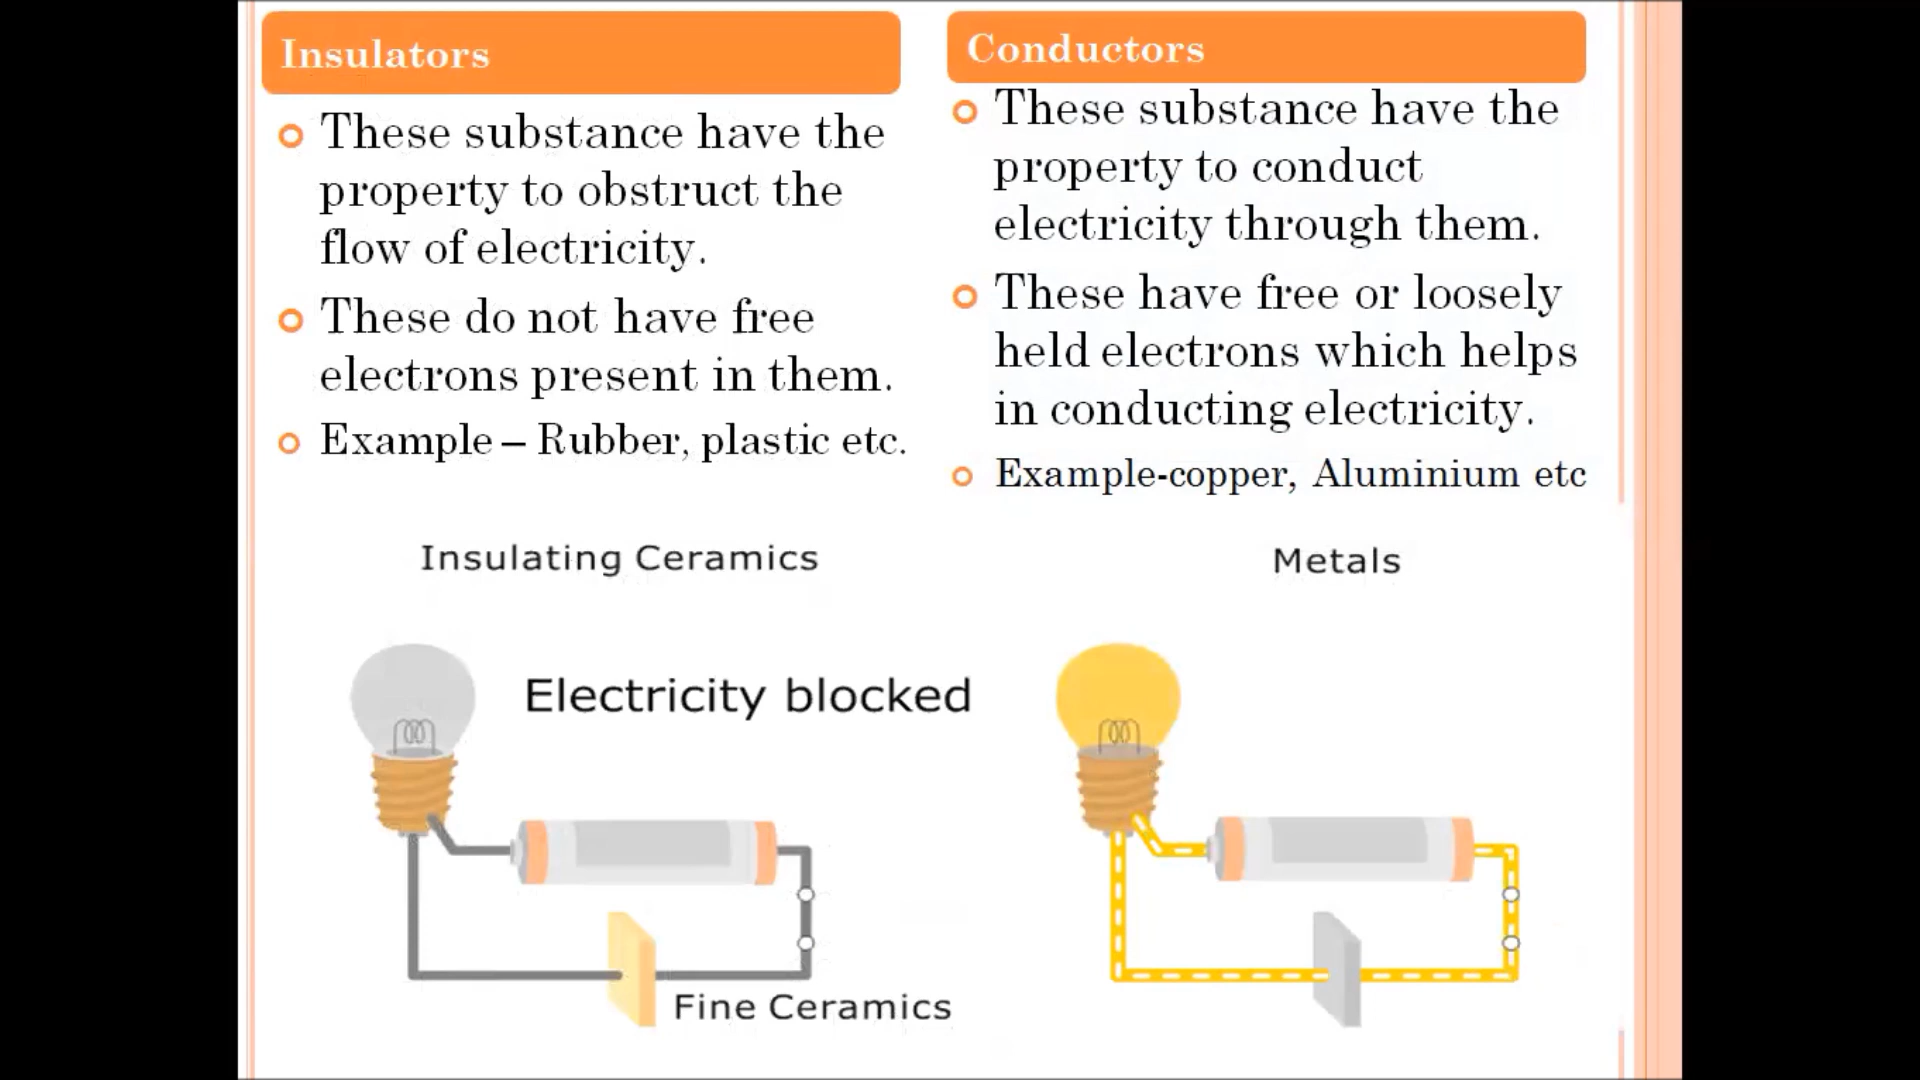 Insulators
These substance have the
property to obstruct the
flow of electricity.
These do not have free
electrons present in them.
Example – Rubber, plastic etc.
Conductors
These substance have the
property to conduct
electricity through them.
These have free or loosely
held electrons which helps
in conducting electricity.
Example-copper, Aluminium etc
Insulating Ceramics
Electricity blocked
Fine Ceramics
Metals